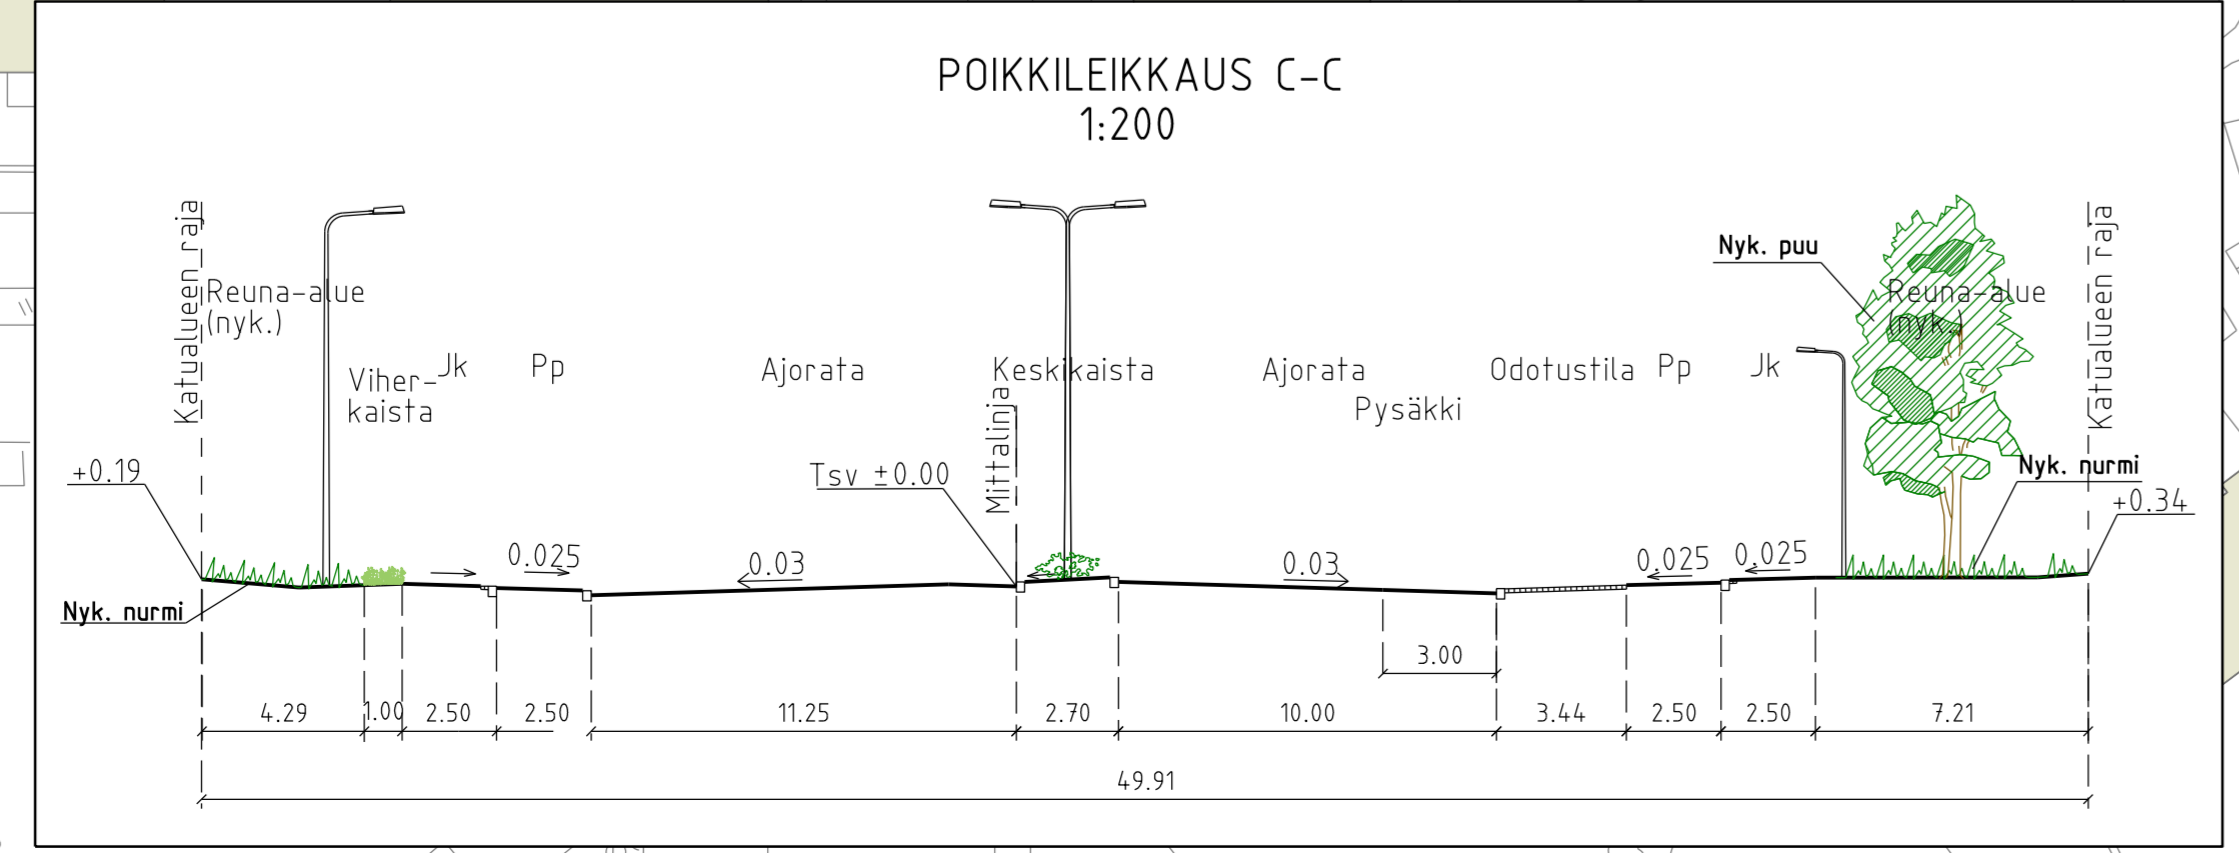 POIKKILEIKKAUS C-C
1:200
Katualueen raja
Reuna-alue
(nyk.)
Viher-
kaista
Jk
Pp
Ajorata
Keskikaista
Mittalinja
Ajorata
Pysäkki
Odotustila
Pp
Jk
Nyk. puu
Reuna-alue
(nyk.)
Katualueen raja
+0.19
Tsv ±0.00
Nyk. nurmi
+0.34
0.025
0.03
0.03
0.025
0.025
Nyk. nurmi
3.00
4.29
1.00
2.50
2.50
11.25
2.70
10.00
3.44
2.50
2.50
7.21
49.91